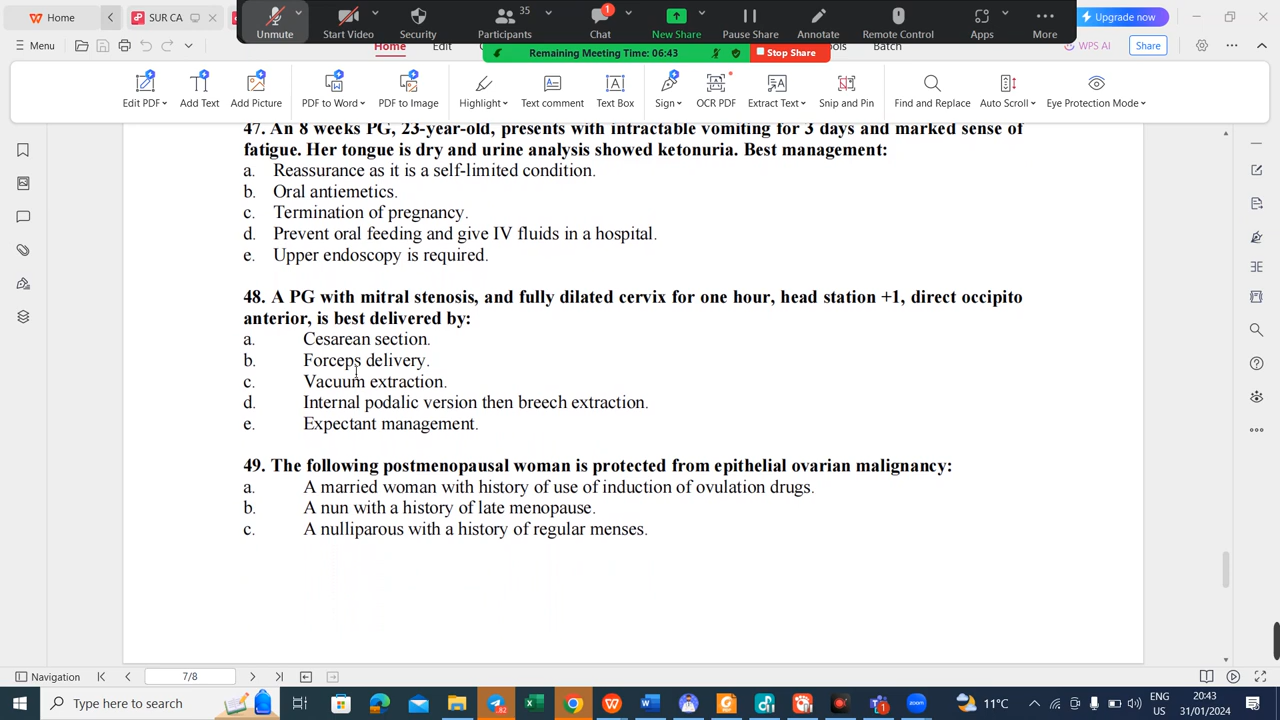 Home
SUR CA
Unmute
Start Video
Security
35
Participants
1
Chat
New Share
Pause Share
Annotate
Remote Control
Apps
More
Upgrade now
Remaining Meeting Time: 06:43
Stop Share
Menu
Home
Batch
WPS AI
Share
Edit PDF
Add Text
Add Picture
PDF to Word
PDF to Image
Highlight
Text comment
Text Box
Sign
OCR PDF
Extract Text
Snip and Pin
Find and Replace
Auto Scroll
Eye Protection Mode
47. An 8 weeks PG, 23-year-old, presents with intractable vomiting for 3 days and marked sense of
fatigue. Her tongue is dry and urine analysis showed ketonuria. Best management:
a. Reassurance as it is a self-limited condition.
b. Oral antiemetics.
c. Termination of pregnancy.
d. Prevent oral feeding and give IV fluids in a hospital.
e. Upper endoscopy is required.
48. A PG with mitral stenosis, and fully dilated cervix for one hour, head station +1, direct occipito
anterior, is best delivered by:
a. Cesarean section.
b. Forceps delivery.
c. Vacuum extraction.
d. Internal podalic version then breech extraction.
e. Expectant management.
49. The following postmenopausal woman is protected from epithelial ovarian malignancy:
a. A married woman with history of use of induction of ovulation drugs.
b. A nun with a history of late menopause.
c. A nulliparous with a history of regular menses.
Navigation
7/8
Type here to search
82
1
11°C
ENG
20:43
31/01/2024